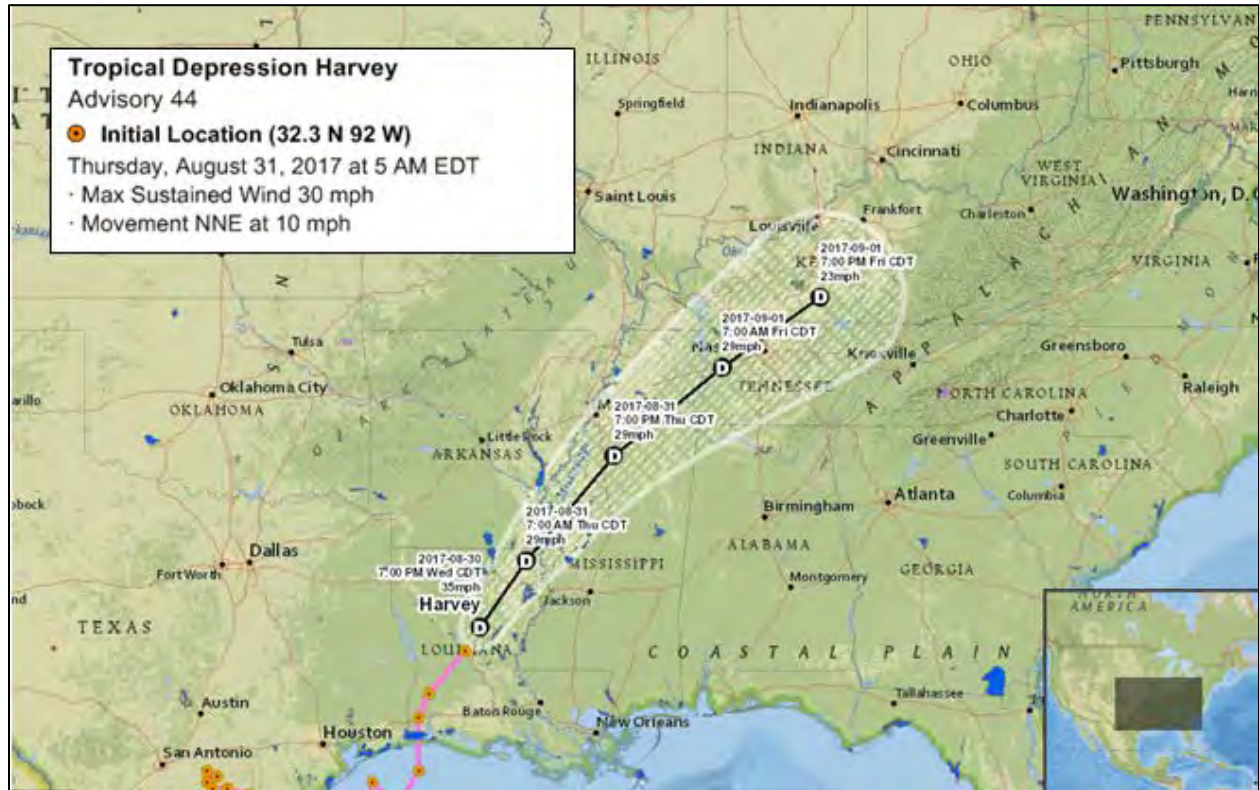 Tropical Depression Harvey
Advisory 44
Initial Location (32.3 N 92 W)
Thursday, August 31, 2017 at 5 AM EDT
· Max Sustained Wind 30 mph
· Movement NNE at 10 mph
PENNSYLVAN
ILLINOIS
OHIO
Pittsburgh
Springfield
Indianapolis
Columbus
INDIANA
Cincinnati
WEST
VIRGINIA
Washington, D.C
Saint Louis
Charleston
Louisville
Frankfort
VIRGINIA
2017-09-01
7:00 PM Fri CDT
23mph
2017-09-01
7:00 AM Fri CDT
29mph
Tulsa
Knoxville
Greensboro
TENNESSEE
Raleigh
Oklahoma City
OKLAHOMA
NORTH CAROLINA
Charlotte
2017-08-31
7:00 PM Thu CDT
29mph
Little Rock
ARKANSAS
Greenville
SOUTH CAROLINA
Columbia
Atlanta
Birmingham
ALABAMA
2017-08-31
7:00 AM Thu CDT
29mph
MISSISSIPPI
GEORGIA
Dallas
Fort Worth
2017-08-30
7:00 PM Wed CDT
35mph
Harvey
Jackson
Montgomery
TEXAS
LOUISIANA
COASTAL PLAIN
APPALACHIAN
PIEDMO
Austin
Baton Rouge
Tallahassee
New Orleans
Houston
San Antonio
NORTH
AMERICA